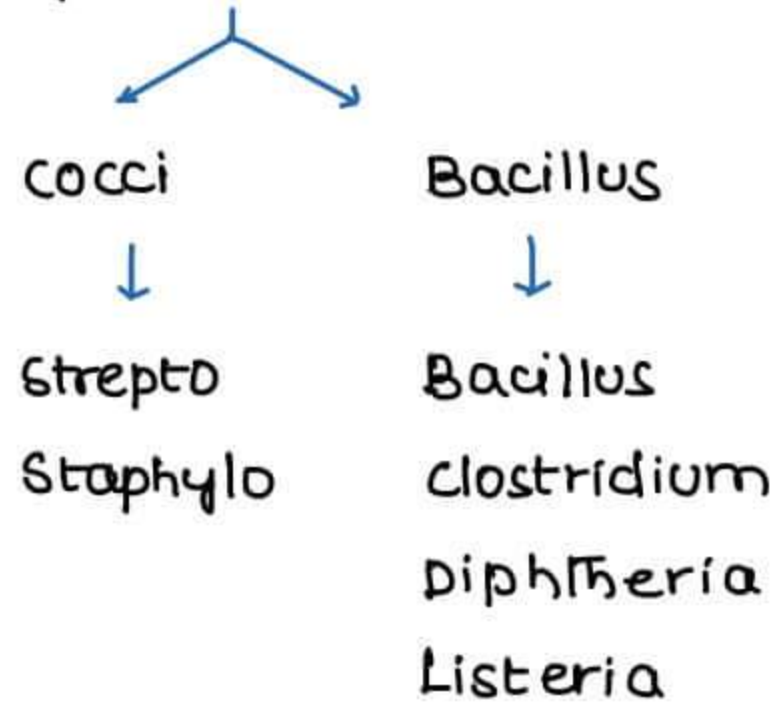 cocci Bacillus
Strepto Bacillus
Staphylo Clostridium
Diphtheria
Listeria